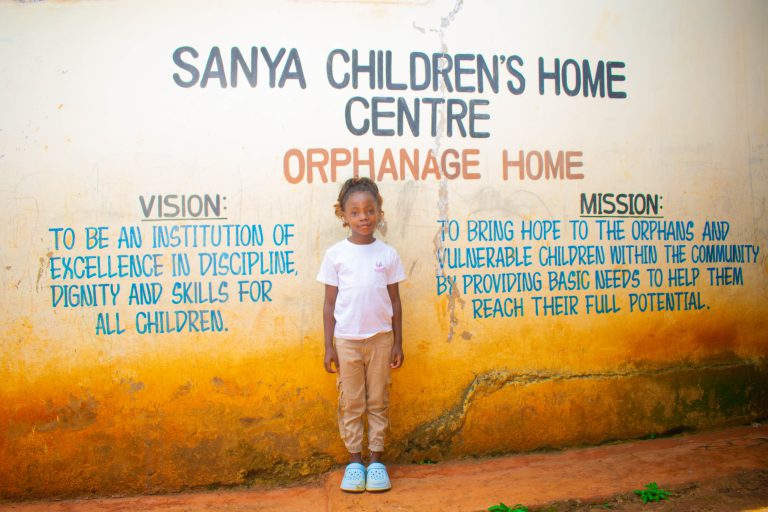 SANYA CHILDREN'S HOME
CENTRE
ORPHANAGE HOME
VISION:
TO BE AN INSTITUTION OF
EXCELLENCE IN DISCIPLINE,
DIGNITY AND SKILLS FOR
ALL CHILDREN.
MISSION:
TO BRING HOPE TO THE ORPHANS AND
VULNERABLE CHILDREN WITHIN THE COMMUNITY
BY PROVIDING BASIC NEEDS TO HELP THEM
REACH THEIR FULL POTENTIAL.